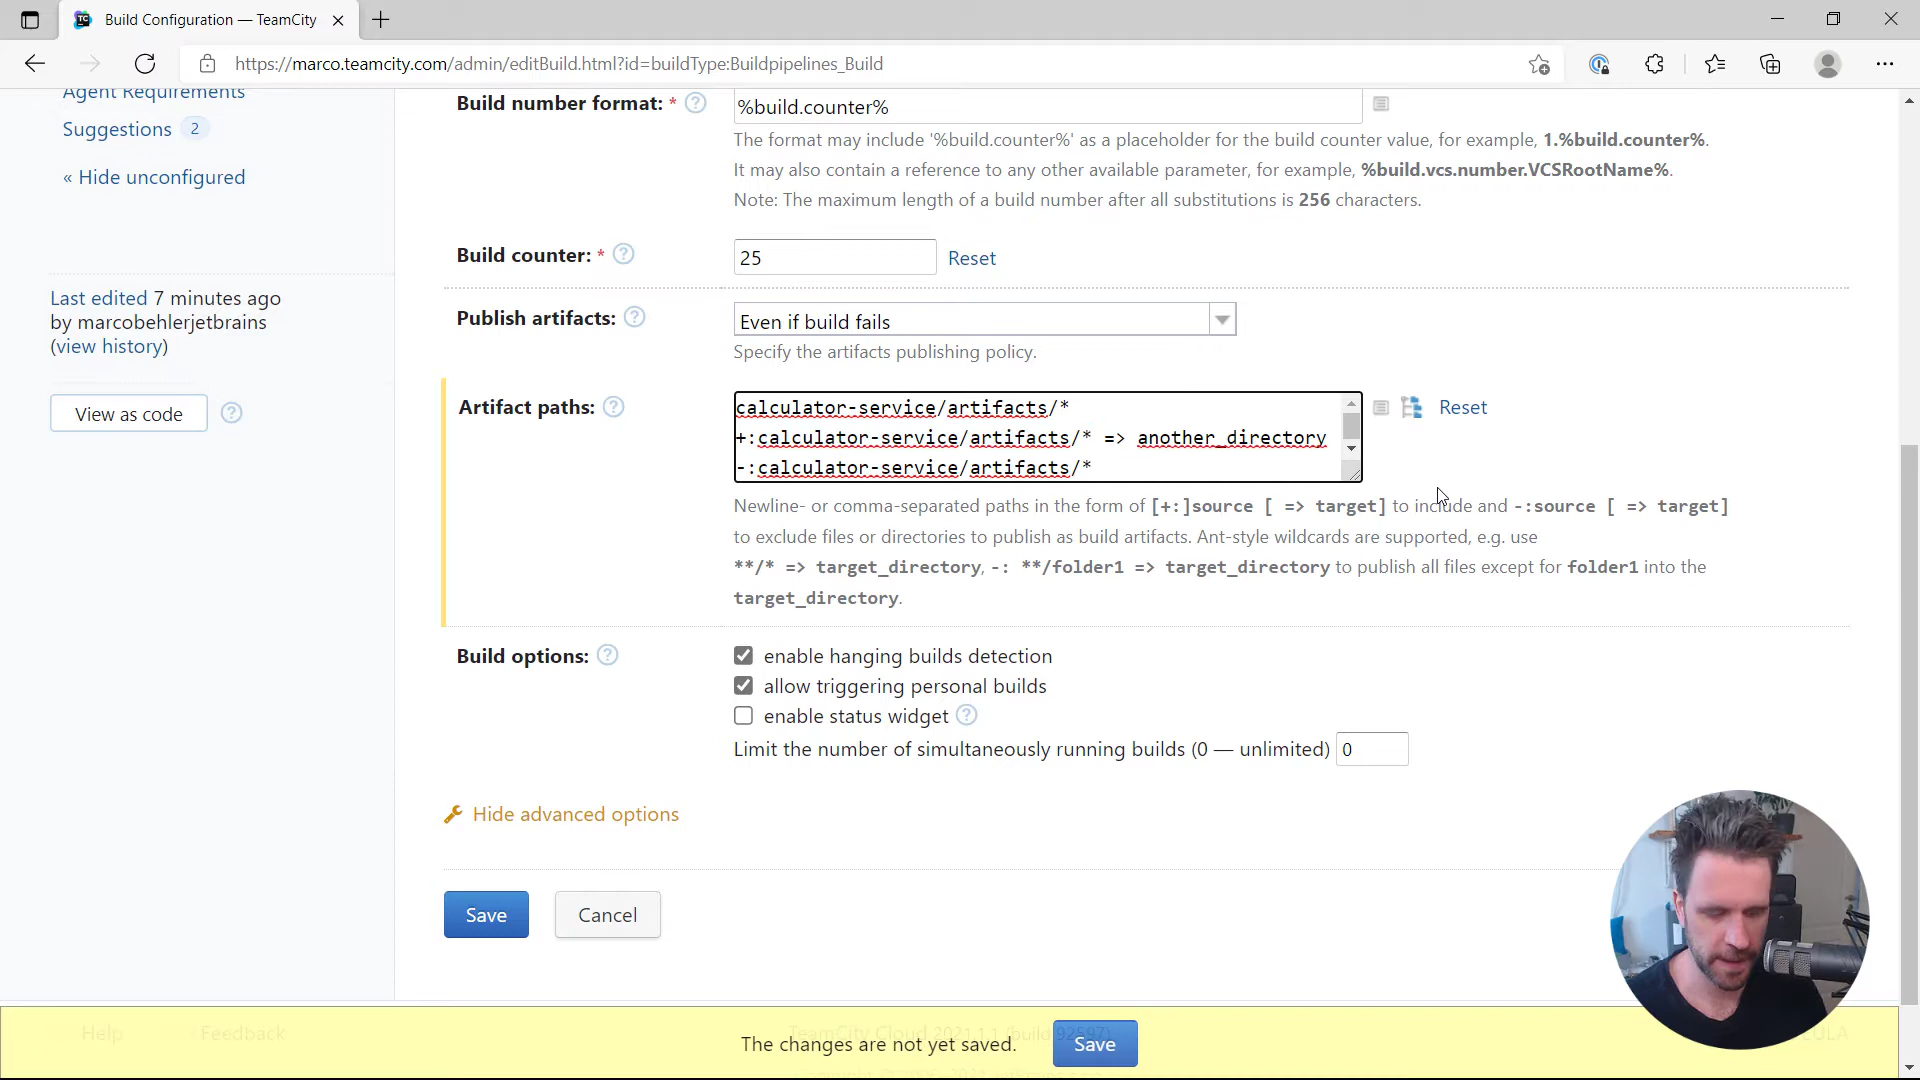 Build Configuration — TeamCity
https://marco.teamcity.com/admin/editBuild.html?id=buildType:Buildpipelines_Build
Agent Requirements
Suggestions 2
« Hide unconfigured
Last edited 7 minutes ago
by marcobehlerjetbrains
(view history)
View as code ?
Build number format: * ? %build.counter%
The format may include '%build.counter%' as a placeholder for the build counter value, for example, 1.%build.counter%.
It may also contain a reference to any other available parameter, for example, %build.vcs.number.VCSRootName%.
Note: The maximum length of a build number after all substitutions is 256 characters.
Build counter: * ? 25 Reset
Publish artifacts: ? Even if build fails
Specify the artifacts publishing policy.
Artifact paths: ? calculator-service/artifacts/* Reset
+:calculator-service/artifacts/* => another_directory
-:calculator-service/artifacts/*
Newline- or comma-separated paths in the form of [+:]source [ => target] to include and -:source [ => target]
to exclude files or directories to publish as build artifacts. Ant-style wildcards are supported, e.g. use
**/* => target_directory, -: **/folder1 => target_directory to publish all files except for folder1 into the
target_directory.
Build options: ? enable hanging builds detection
allow triggering personal builds
enable status widget ?
Limit the number of simultaneously running builds (0 — unlimited) 0
Hide advanced options
Save Cancel
Help Feedback TeamCity Cloud 2021.1.1 (build 92597)
The changes are not yet saved. Save